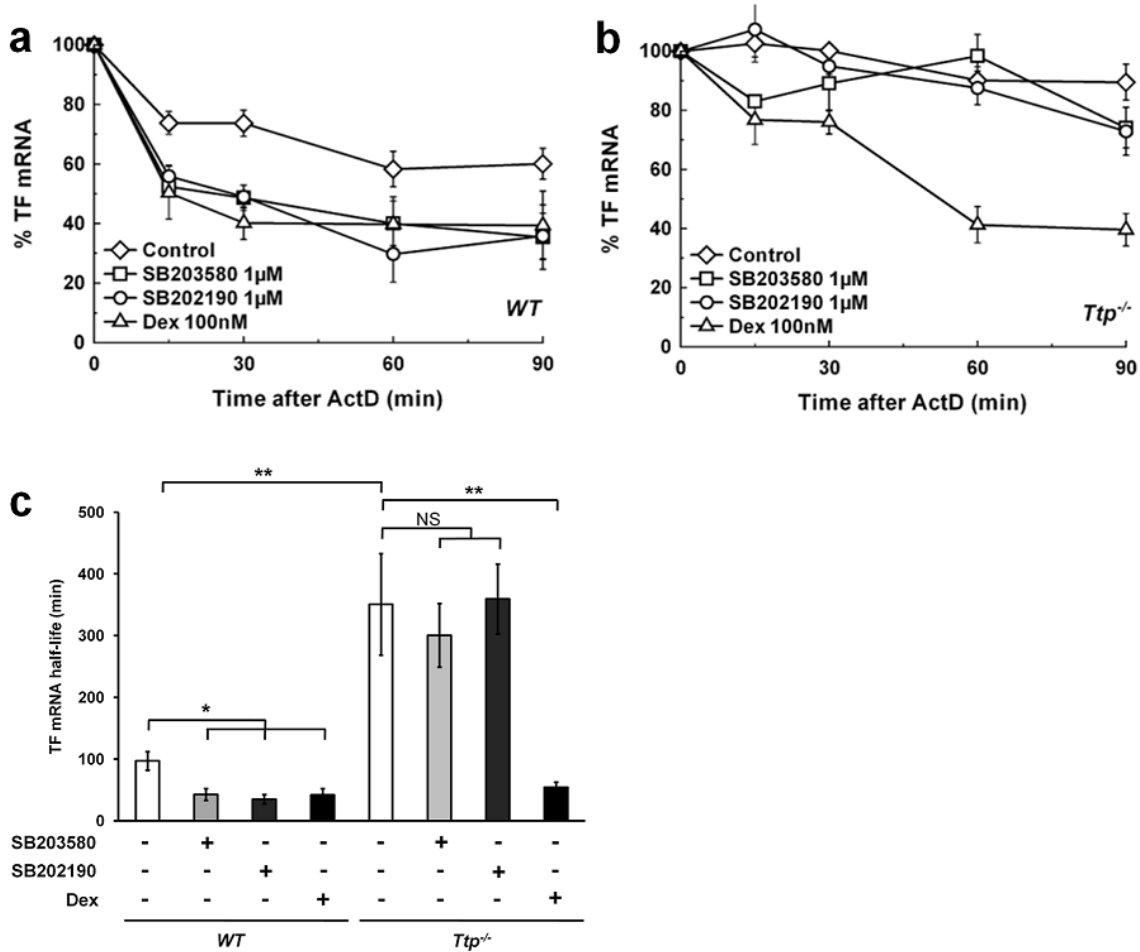 a
100
80
60
40
20
0
% TF mRNA
Control
SB203580 1μM
SB202190 1μM
Dex 100nM
WT
0 30 60 90
Time after ActD (min)
b
100
80
60
40
20
0
% TF mRNA
Control
SB203580 1μM
SB202190 1μM
Dex 100nM
Ttp-/-
0 30 60 90
Time after ActD (min)
c
500
400
300
200
100
0
TF mRNA half-life (min)
**
**
NS
*
SB203580 - + - - - + - -
SB202190 - - + - - - + -
Dex - - - + - - - +
WT Ttp-/-